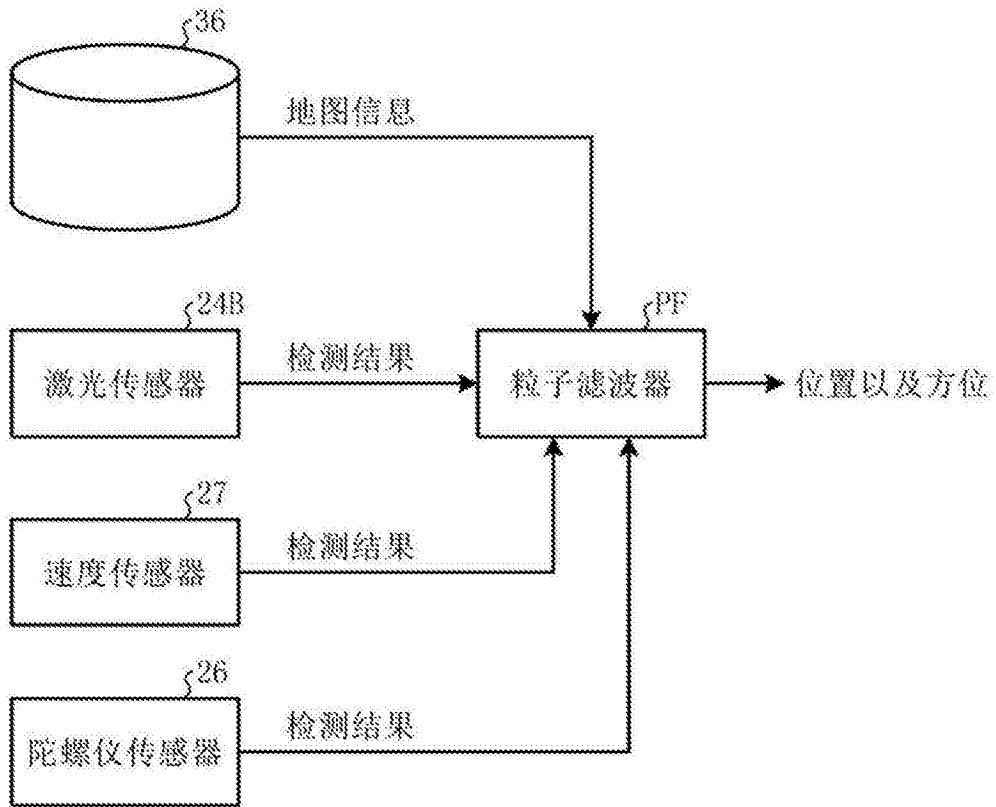 36
地图信息
24B
PF
激光传感器
检测结果
粒子滤波器
位置以及方位
27
速度传感器
检测结果
26
陀螺仪传感器
检测结果